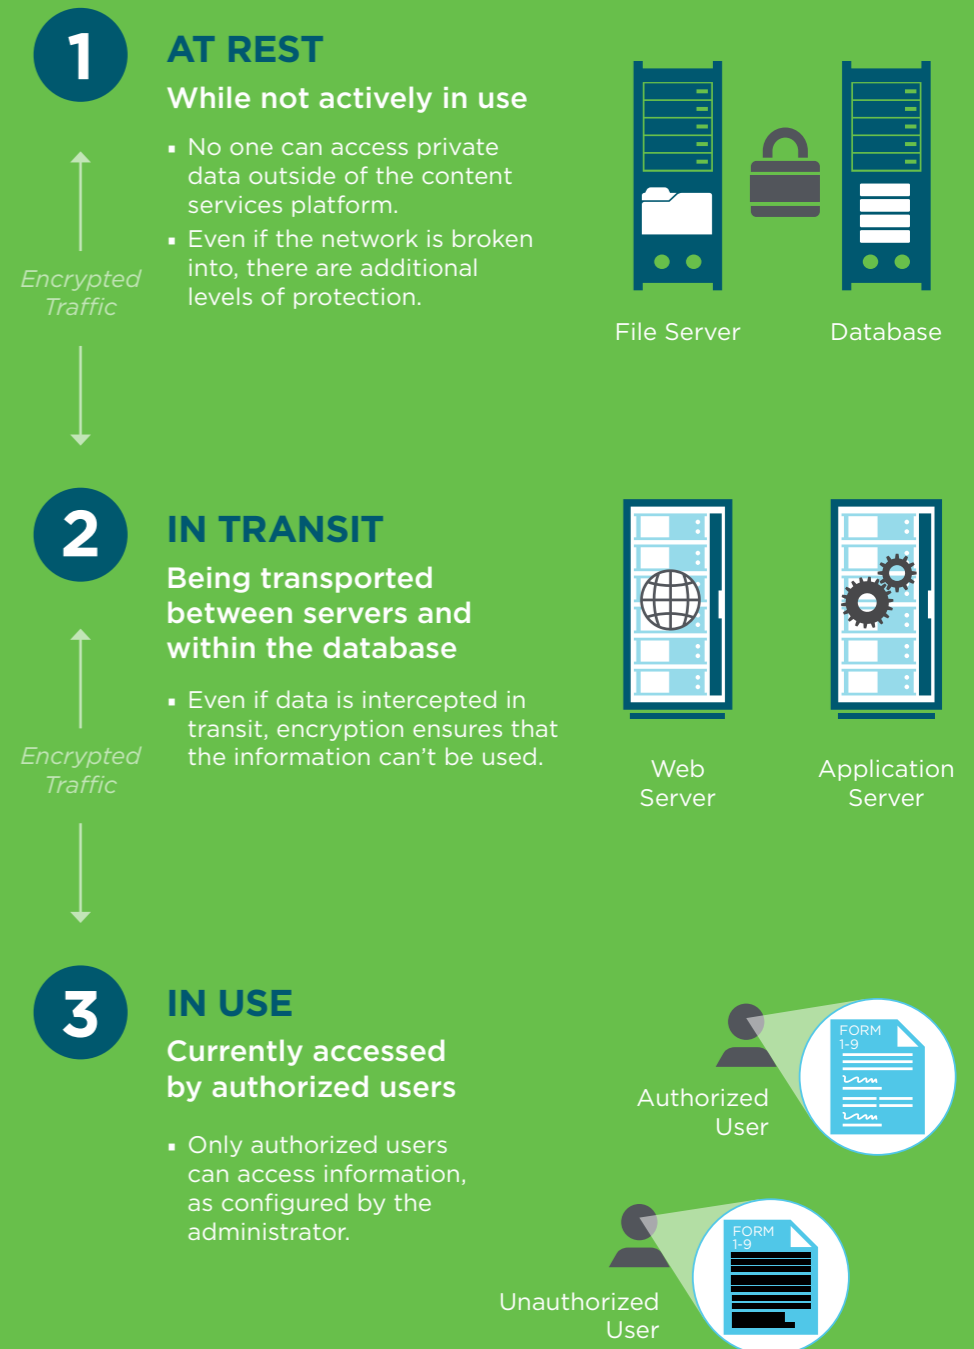 1
AT REST
While not actively in use
▪ No one can access private
data outside of the content
services platform.
▪ Even if the network is broken
into, there are additional
levels of protection.
Encrypted
Traffic
File Server
Database
2
IN TRANSIT
Being transported
between servers and
within the database
▪ Even if data is intercepted in
transit, encryption ensures that
the information can’t be used.
Encrypted
Traffic
Web
Server
Application
Server
3
IN USE
Currently accessed
by authorized users
▪ Only authorized users
can access information,
as configured by the
administrator.
FORM
1-9
Authorized
User
FORM
1-9
Unauthorized
User